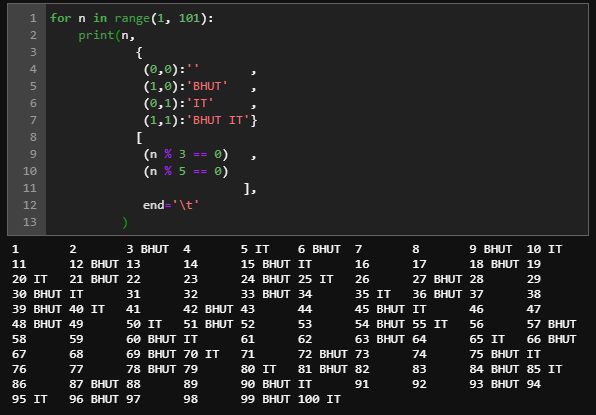 1 for n in range(1, 101):
2     print(n,
3             {
4              (0,0):''       ,
5              (1,0):'BHUT'   ,
6              (0,1):'IT'     ,
7              (1,1):'BHUT IT'}
8             [
9              (n % 3 == 0)   ,
10              (n % 5 == 0)
11                            ],
12              end='\t'
13           )
1 2 3 BHUT 4 5 IT 6 BHUT 7 8 9 BHUT 10 IT
11 12 BHUT 13 14 15 BHUT IT 16 17 18 BHUT 19
20 IT 21 BHUT 22 23 24 BHUT 25 IT 26 27 BHUT 28 29
30 BHUT IT 31 32 33 BHUT 34 35 IT 36 BHUT 37 38
39 BHUT 40 IT 41 42 BHUT 43 44 45 BHUT IT 46 47
48 BHUT 49 50 IT 51 BHUT 52 53 54 BHUT 55 IT 56 57 BHUT
58 59 60 BHUT IT 61 62 63 BHUT 64 65 IT 66 BHUT
67 68 69 BHUT 70 IT 71 72 BHUT 73 74 75 BHUT IT
76 77 78 BHUT 79 80 IT 81 BHUT 82 83 84 BHUT 85 IT
86 87 BHUT 88 89 90 BHUT IT 91 92 93 BHUT 94
95 IT 96 BHUT 97 98 99 BHUT 100 IT